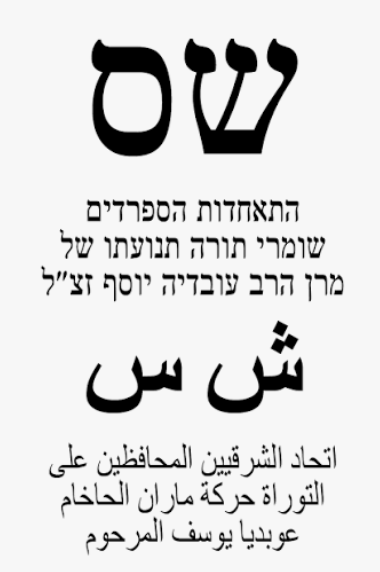 שס
התאחדות הספרדים
שומרי תורה תנועתו של
מרן הרב עובדיה יוסף זצ"ל
ش س
اتحاد الشرقيين المحافظين على
التوراة حركة ماران الحاخام
عوبديا يوسف المرحوم